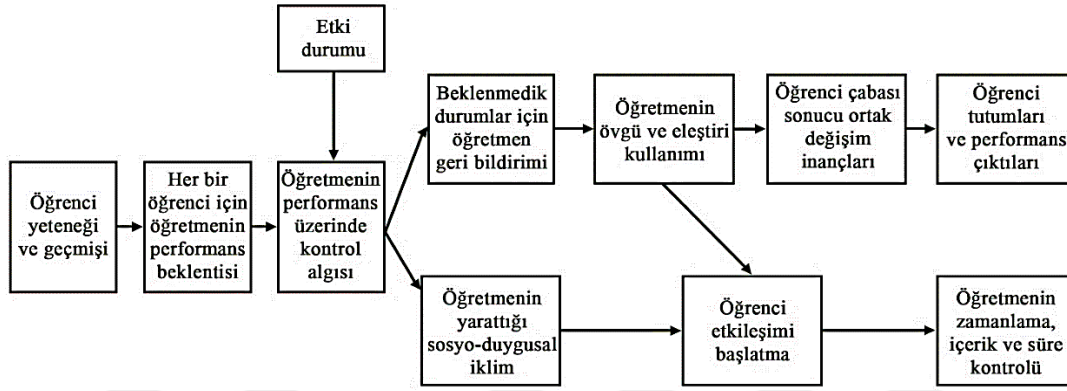 Etki
durumu
Öğrenci
yeteneği
ve geçmişi
Her bir
öğrenci için
öğretmenin
performans
beklentisi
Öğretmenin
performans
üzerinde
kontrol
algısı
Beklenmedik
durumlar için
öğretmen
geri bildirimi
Öğretmenin
övgü ve eleştiri
kullanımı
Öğrenci çabası
sonucu ortak
değişim
inançları
Öğrenci
tutumları
ve performans
çıktıları
Öğretmenin
yarattığı
sosyo-duygusal
iklim
Öğrenci
etkileşimi
başlatma
Öğretmenin
zamanlama,
içerik ve süre
kontrolü